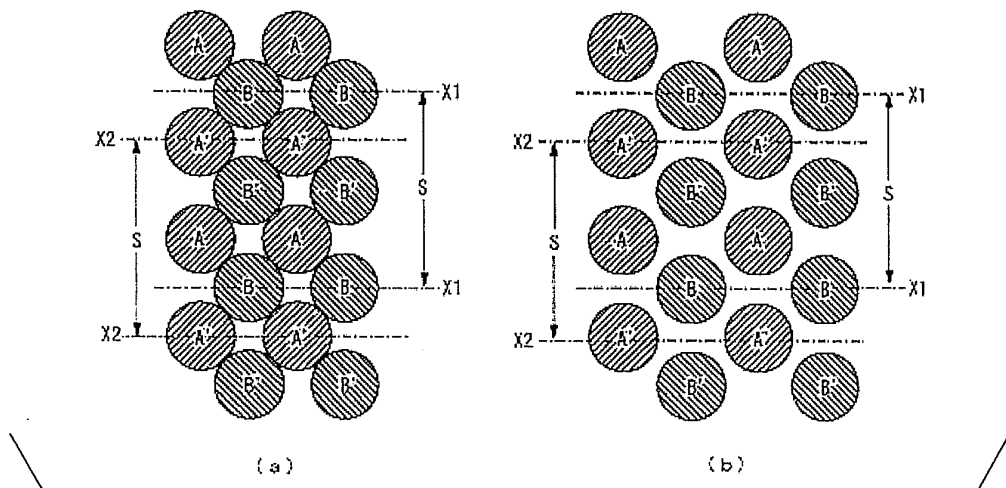 A A A A
B B X1 B B X1
X2 A' A' X2 A' A'
B' B' S B' B' S
S A A S A A
B B X1 B B X1
X2 A' A' X2 A' A'
B' B' B' B'
(a) (b)